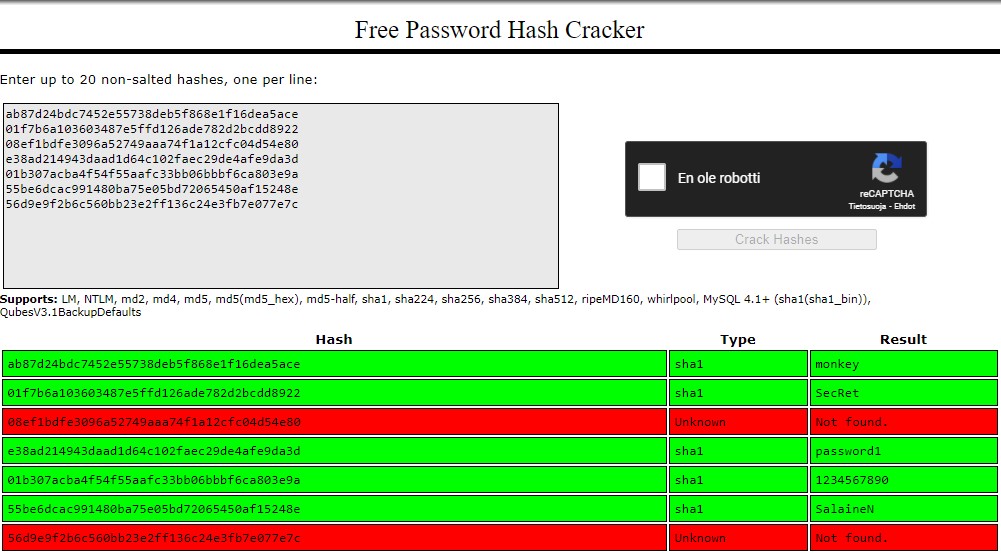 Free Password Hash Cracker
Enter up to 20 non-salted hashes, one per line:
ab87d24bdc7452e55738deb5f868e1f16dea5ace
01f7b6a103603487e5ffd126ade782d2bcdd8922
08ef1bdfe3096a52749aaa74f1a12cfc04d54e80
e38ad214943daad1d64c102faec29de4afe9da3d
01b307acba4f54f55aafc33bb06bbbf6ca803e9a
55be6dcac991480ba75e05bd72065450af15248e
56d9e9f2b6c560bb23e2ff136c24e3fb7e077e7c
En ole robotti
reCAPTCHA
Tietosuoja - Ehdot
Crack Hashes
Supports: LM, NTLM, md2, md4, md5, md5(md5_hex), md5-half, sha1, sha224, sha256, sha384, sha512, ripeMD160, whirlpool, MySQL 4.1+ (sha1(sha1_bin)),
QubesV3.1BackupDefaults
Hash Type Result
ab87d24bdc7452e55738deb5f868e1f16dea5ace sha1 monkey
01f7b6a103603487e5ffd126ade782d2bcdd8922 sha1 SecRet
08ef1bdfe3096a52749aaa74f1a12cfc04d54e80 Unknown Not found.
e38ad214943daad1d64c102faec29de4afe9da3d sha1 password1
01b307acba4f54f55aafc33bb06bbbf6ca803e9a sha1 1234567890
55be6dcac991480ba75e05bd72065450af15248e sha1 SalaineN
56d9e9f2b6c560bb23e2ff136c24e3fb7e077e7c Unknown Not found.